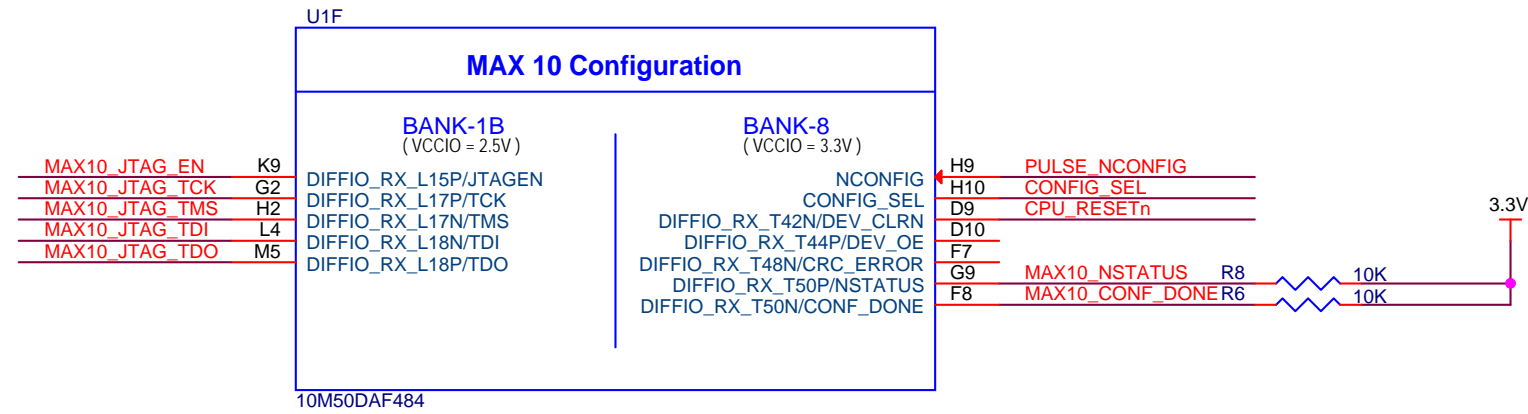 U1F
MAX 10 Configuration
BANK-1B
( VCCIO = 2.5V )
BANK-8
( VCCIO = 3.3V )
MAX10_JTAG_EN K9 DIFFIO_RX_L15P/JTAGEN
MAX10_JTAG_TCK G2 DIFFIO_RX_L17P/TCK
MAX10_JTAG_TMS H2 DIFFIO_RX_L17N/TMS
MAX10_JTAG_TDI L4 DIFFIO_RX_L18N/TDI
MAX10_JTAG_TDO M5 DIFFIO_RX_L18P/TDO
NCONFIG H9 PULSE_NCONFIG
CONFIG_SEL H10 CONFIG_SEL
DIFFIO_RX_T42N/DEV_CLRN D9 CPU_RESETn
DIFFIO_RX_T44P/DEV_OE D10
DIFFIO_RX_T48N/CRC_ERROR F7
DIFFIO_RX_T50P/NSTATUS G9 MAX10_NSTATUS R8 10K
DIFFIO_RX_T50N/CONF_DONE F8 MAX10_CONF_DONE R6 10K
3.3V
10M50DAF484